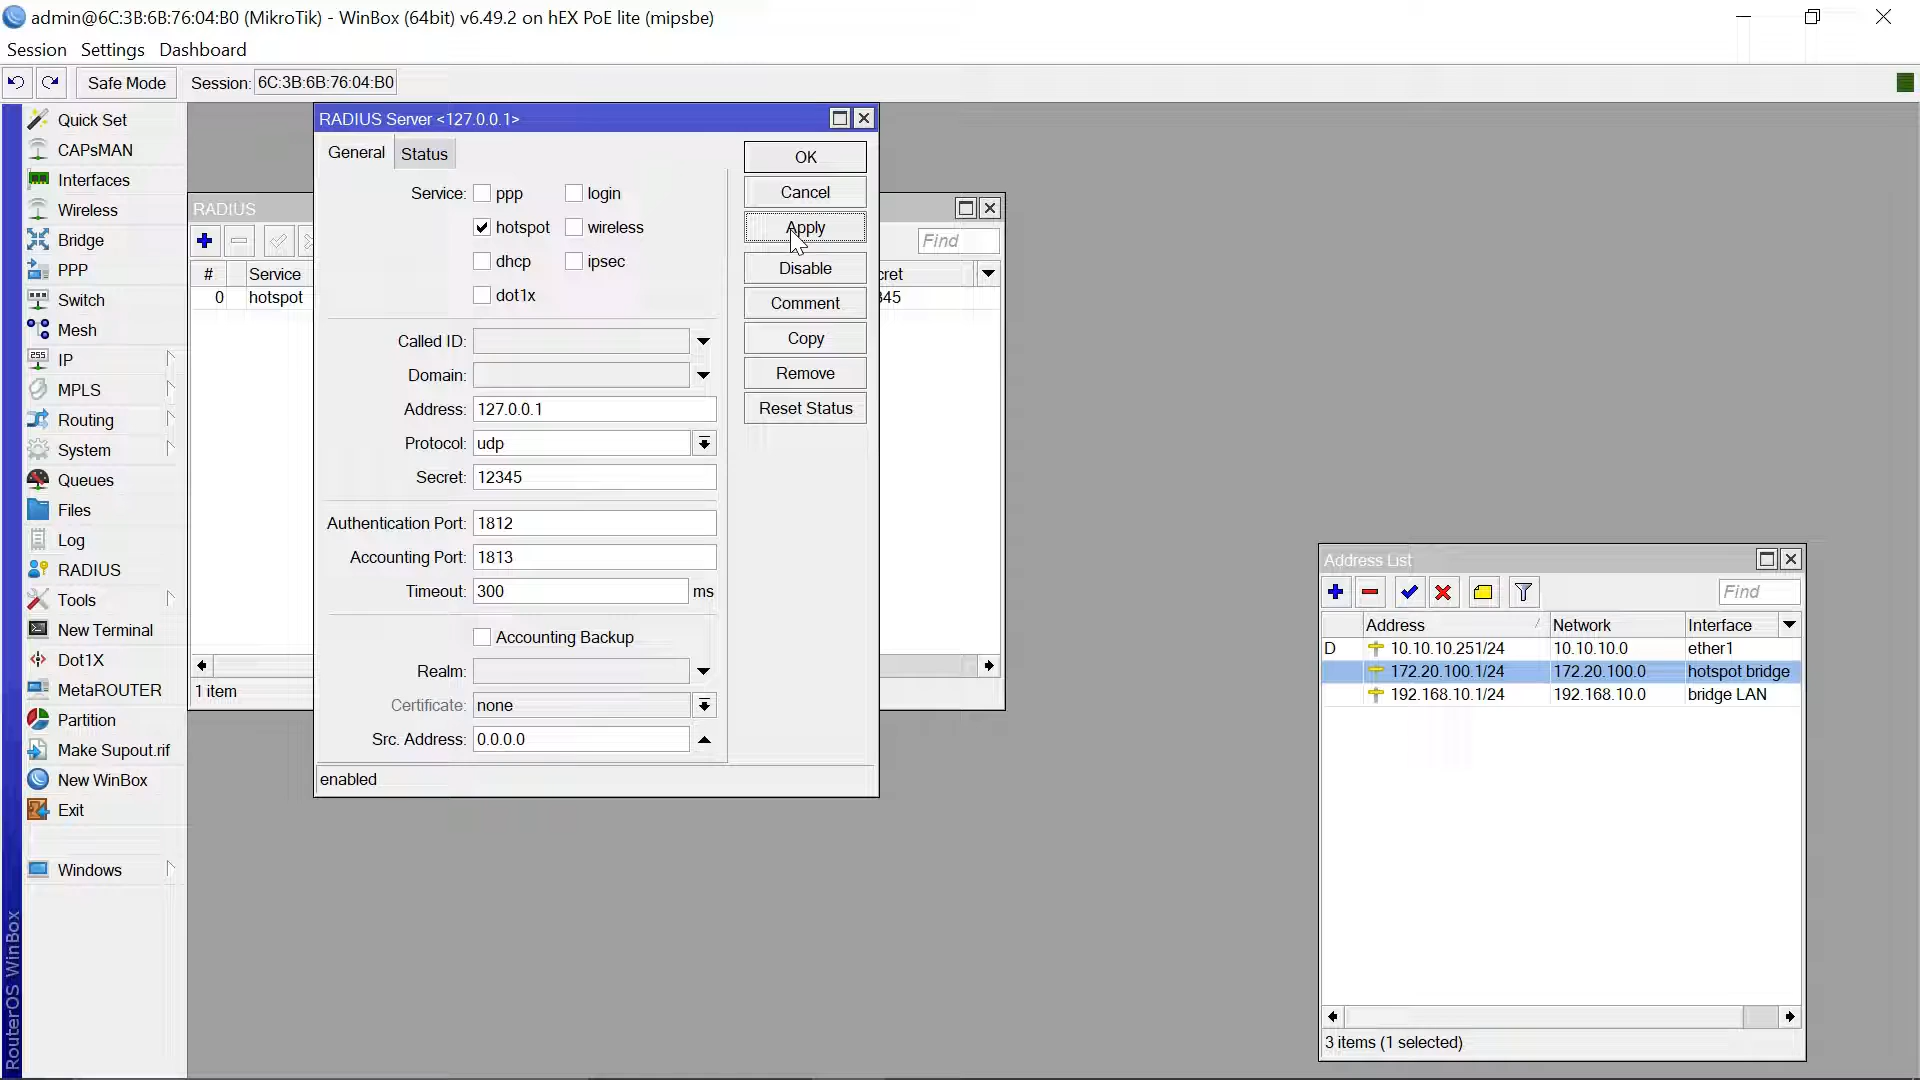 admin@6C:3B:6B:76:04:B0 (MikroTik) - WinBox (64bit) v6.49.2 on hEX PoE lite (mipsbe)
Session Settings Dashboard
Safe Mode Session: 6C:3B:6B:76:04:B0
Quick Set
CAPsMAN
Interfaces
Wireless
Bridge
PPP
Switch
Mesh
255 IP
MPLS
Routing
System
Queues
Files
Log
RADIUS
Tools
New Terminal
Dot1X
MetaROUTER
Partition
Make Supout.rif
New WinBox
Exit
Windows
RouterOS WinBox
RADIUS
Find
# Service cret
0 hotspot 345
1 item
RADIUS Server <127.0.0.1>
General Status
Service: ppp login
hotspot wireless
dhcp ipsec
dot1x
Called ID:
Domain:
Address: 127.0.0.1
Protocol: udp
Secret: 12345
Authentication Port: 1812
Accounting Port: 1813
Timeout: 300 ms
Accounting Backup
Realm:
Certificate: none
Src. Address: 0.0.0.0
enabled
OK
Cancel
Apply
Disable
Comment
Copy
Remove
Reset Status
Address List
Find
Address Network Interface
D 10.10.10.251/24 10.10.10.0 ether1
172.20.100.1/24 172.20.100.0 hotspot bridge
192.168.10.1/24 192.168.10.0 bridge LAN
3 items (1 selected)